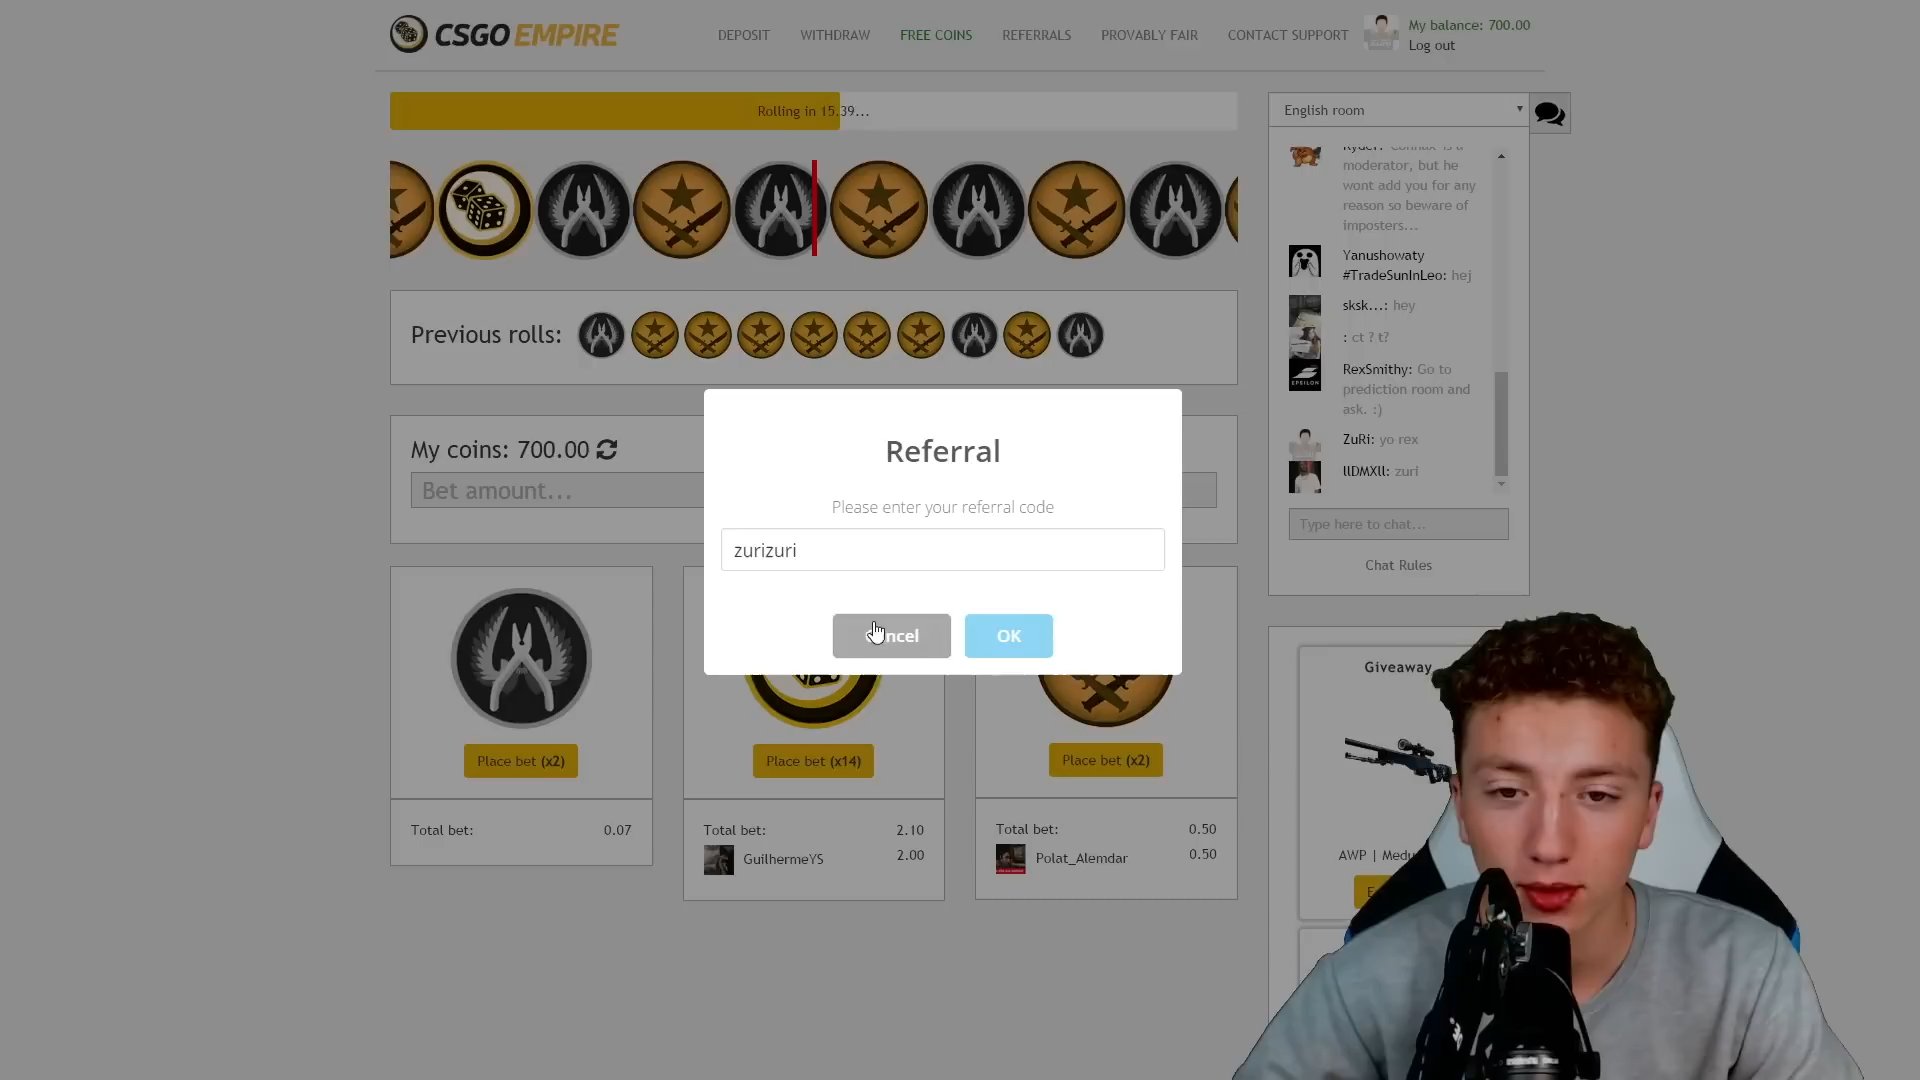 CSGO EMPIRE
DEPOSIT
WITHDRAW
FREE COINS
REFERRALS
PROVABLY FAIR
CONTACT SUPPORT
My balance: 700.00
Log out
Rolling in 15.39...
English room
moderator, but he
wont add you for any
reason so beware of
imposters...
Yanushowaty
#TradeSunInLeo: hej
sksk...: hey
: ct ? t?
EPSILON
RexSmithy: Go to
prediction room and
ask. :)
ZuRi: yo rex
llDMXll: zuri
Type here to chat...
Chat Rules
Previous rolls:
My coins: 700.00
Bet amount...
Referral
Please enter your referral code
zurizuri
OK
Place bet (x2)
Place bet (x14)
Place bet (x2)
Total bet: 0.07
Total bet: 2.10
GuilhermeYS 2.00
Total bet: 0.50
Polat_Alemdar 0.50
Giveaway
AWP |